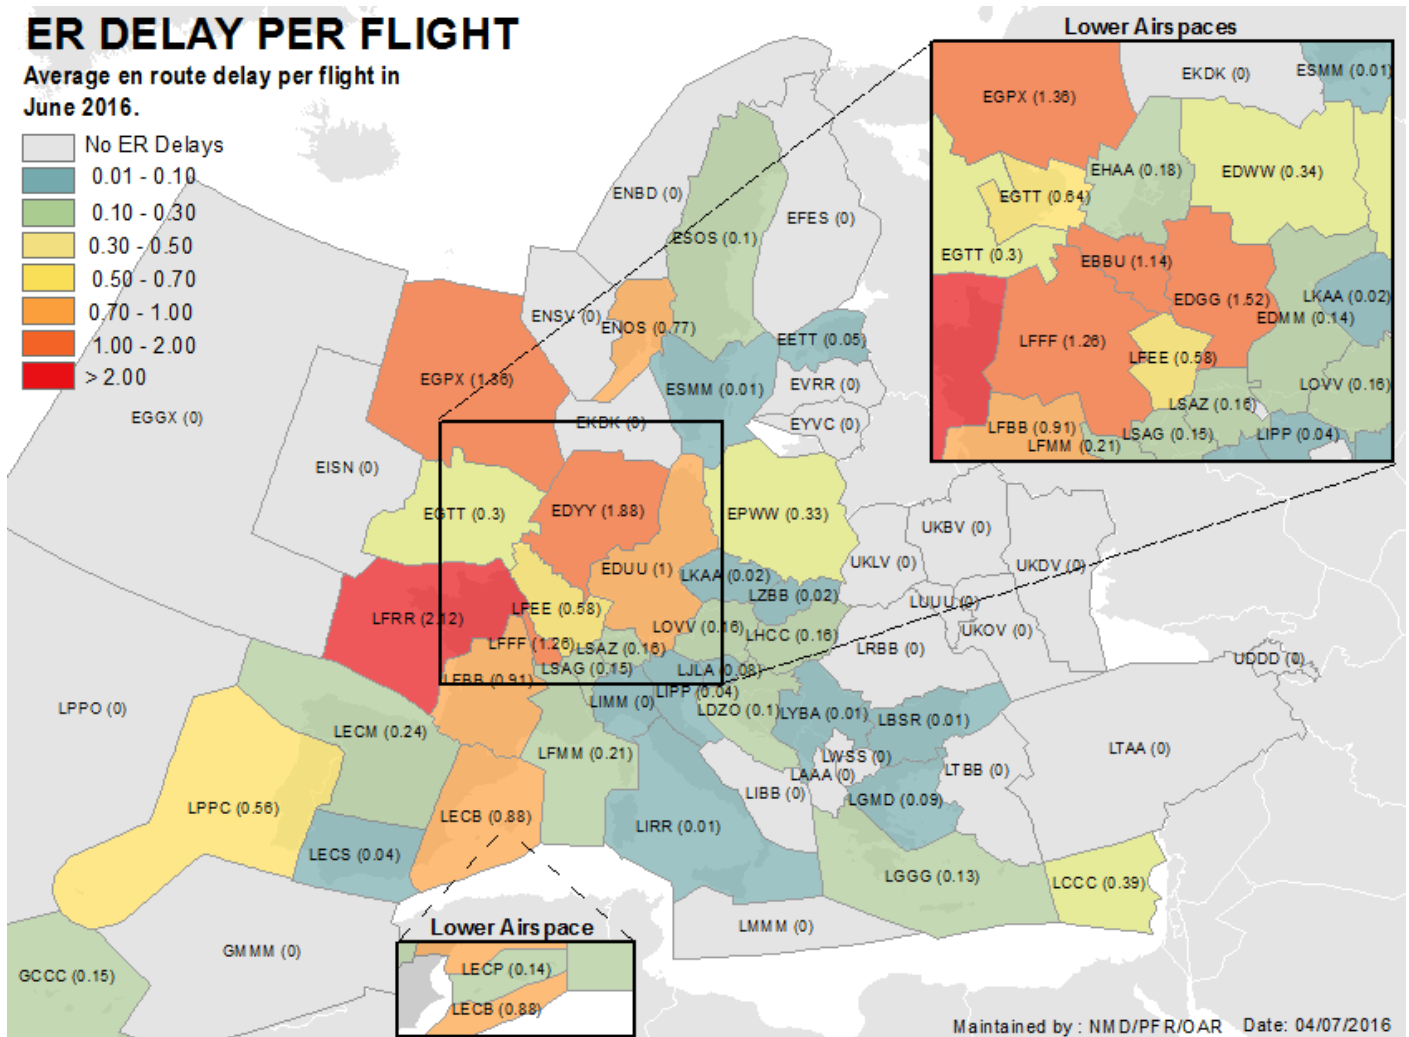 ER DELAY PER FLIGHT
Average en route delay per flight in
June 2016.
No ER Delays
0.01 - 0.10
0.10 - 0.30
0.30 - 0.50
0.50 - 0.70
0.70 - 1.00
1.00 - 2.00
> 2.00
Lower Airspaces
EGPX (1.36)
EKDK (0)
ESMM (0.01)
EHAA (0.18)
EDWW (0.34)
EGTT (0.64)
EGTT (0.3)
EBBU (1.14)
EDGG (1.52)
LKAA (0.02)
EDMM (0.14)
LFFF (1.26)
LFEE (0.58)
LOVV (0.16)
LSAZ (0.16)
LFBB (0.91)
LSAG (0.15)
LIPP (0.04)
LFMM (0.21)
ENBD (0)
EFES (0)
ESOS (0.1)
ENSV (0)
ENOS (0.77)
EETT (0.05)
EGPX (1.36)
ESMM (0.01)
EVRR (0)
EGGX (0)
EKDK (0)
EYVC (0)
EISN (0)
EGTT (0.3)
EDYY (1.88)
EPWW (0.33)
UKBV (0)
UKLV (0)
UKDV (0)
EDUU (1)
LKAA (0.02)
LZBB (0.02)
LUUU (0)
LFEE (0.58)
LFRR (2.12)
LOVV (0.16)
LHCC (0.16)
UKOV (0)
LFFF (1.26)
LSAZ (0.16)
LRBB (0)
UDDD (0)
LSAG (0.15)
LJLA (0.08)
LFBB (0.91)
LIPP (0.04)
LIMM (0)
LPPO (0)
LDZO (0.1)
LYBA (0.01)
LBSR (0.01)
LECM (0.24)
LFMM (0.21)
LWSS (0)
LTAA (0)
LAAA (0)
LTBB (0)
LIBB (0)
LPPC (0.56)
LECB (0.88)
LGMD (0.09)
LIRR (0.01)
LECS (0.04)
LGGG (0.13)
LCCC (0.39)
LMMM (0)
Lower Airspace
GMMM (0)
LECP (0.14)
GCCC (0.15)
LECB (0.88)
Maintained by : NMD/PFR/OAR Date: 04/07/2016